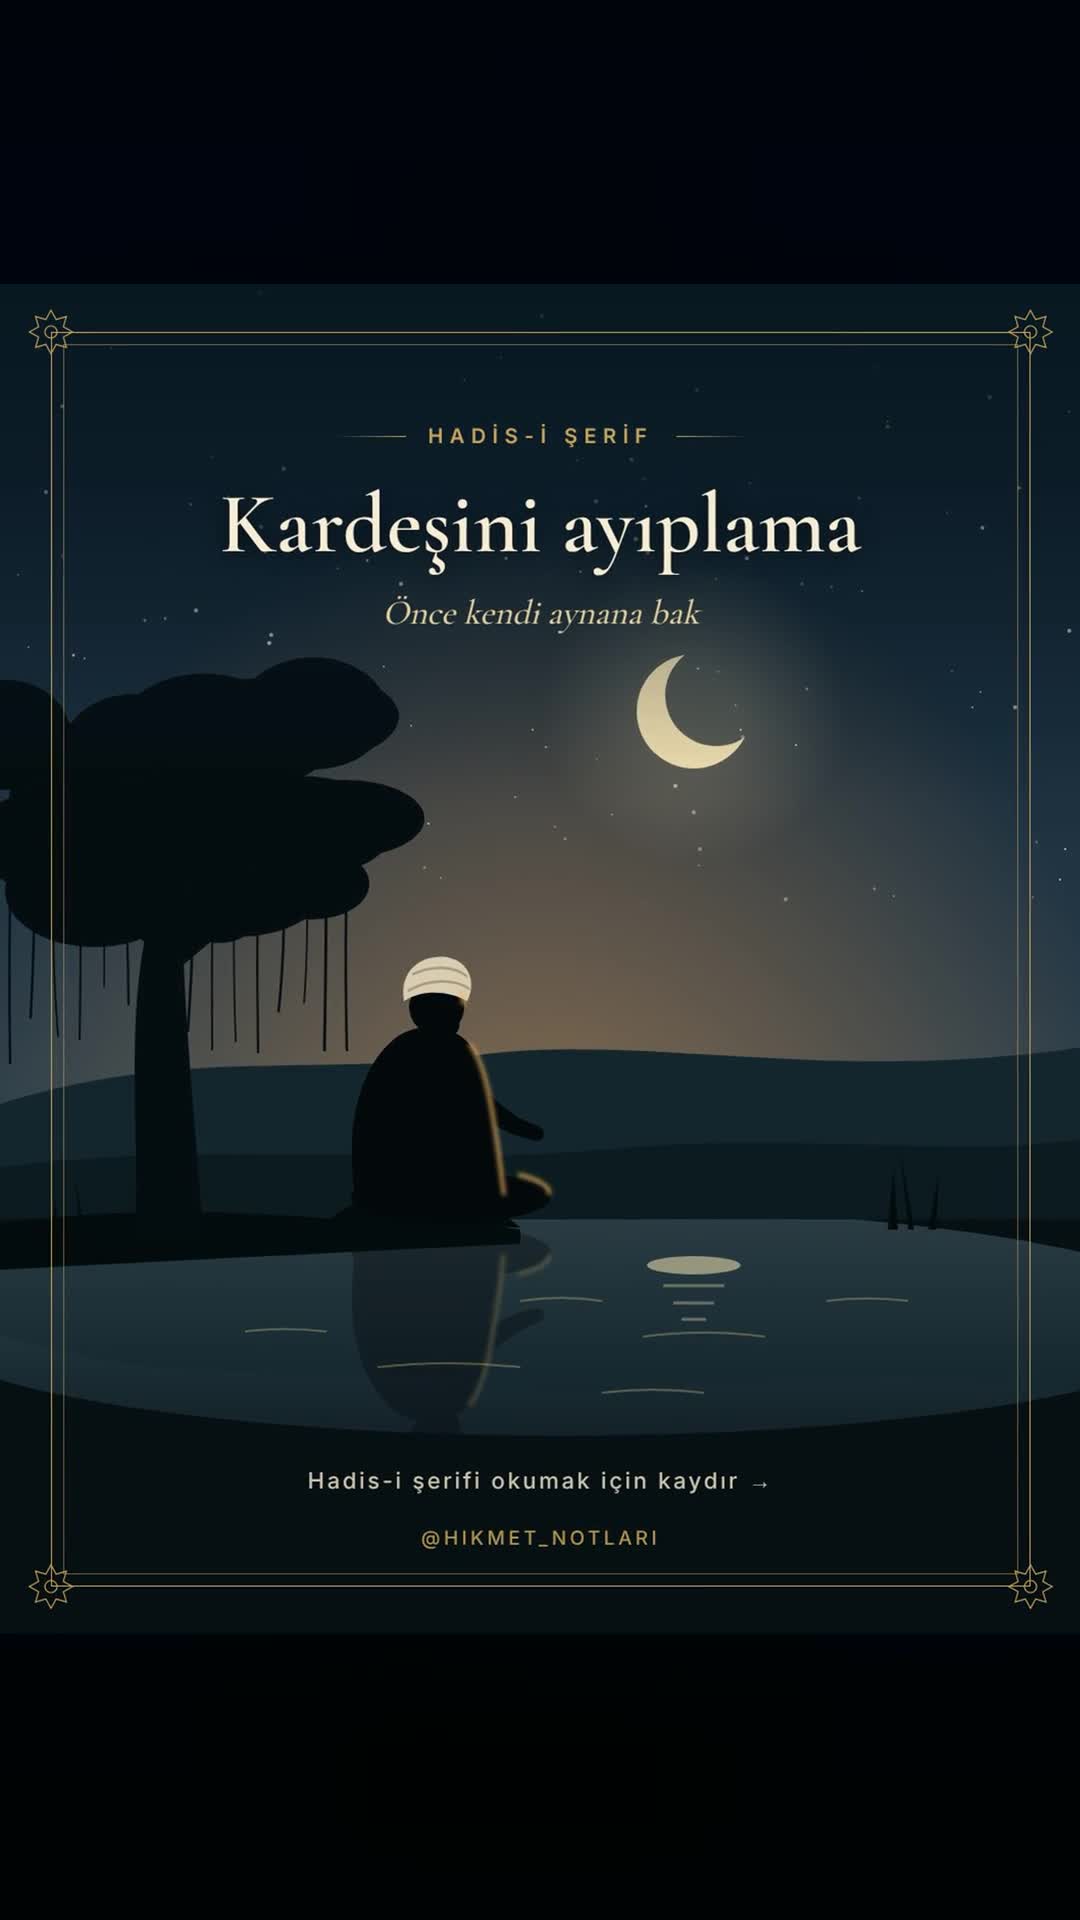 HADİS-İ ŞERİF
Kardeşini ayıplama
Önce kendi aynana bak
Hadis-i şerifi okumak için kaydır →
@HIKMET_NOTLARI